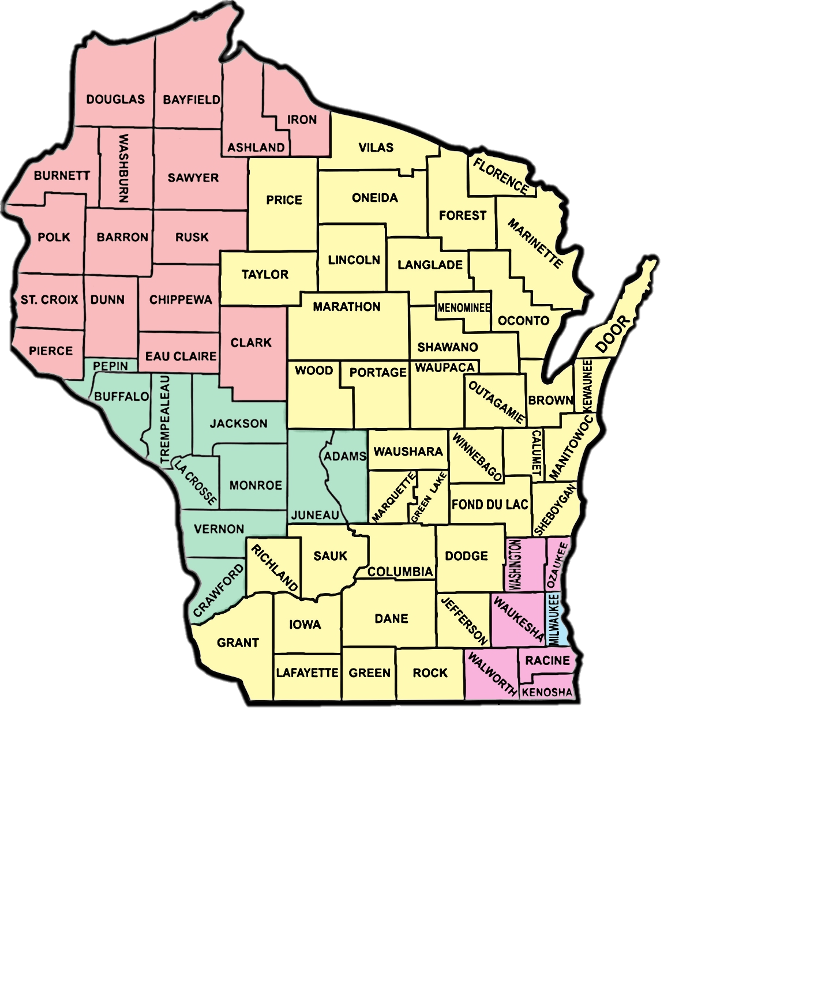 DOUGLAS
BAYFIELD
IRON
ASHLAND
VILAS
WASHBURN
BURNETT
SAWYER
FLORENCE
PRICE
ONEIDA
FOREST
POLK
BARRON
RUSK
MARINETTE
LINCOLN
LANGLADE
TAYLOR
ST. CROIX
DUNN
CHIPPEWA
MARATHON
MENOMINEE
OCONTO
DOOR
PIERCE
EAU CLAIRE
CLARK
SHAWANO
PEPIN
WOOD
PORTAGE
WAUPACA
BUFFALO
TREMPEALEAU
OUTAGAMIE
BROWN
KEWAUNEE
JACKSON
ADAMS
WAUSHARA
WINNEBAGO
CALUMET
MANITOWOC
LA CROSSE
MONROE
JUNEAU
MARQUETTE
GREEN LAKE
FOND DU LAC
SHEBOYGAN
VERNON
RICHLAND
SAUK
COLUMBIA
DODGE
WASHINGTON
OZAUKEE
CRAWFORD
IOWA
DANE
JEFFERSON
WAUKESHA
MILWAUKEE
GRANT
LAFAYETTE
GREEN
ROCK
WALWORTH
RACINE
KENOSHA